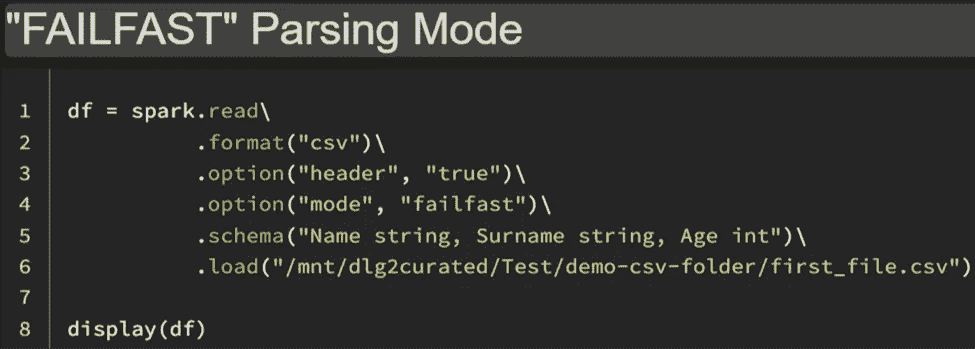 "FAILFAST" Parsing Mode
1 df = spark.read\
2 .format("csv")\
3 .option("header", "true")\
4 .option("mode", "failfast")\
5 .schema("Name string, Surname string, Age int")\
6 .load("/mnt/dlg2curated/Test/demo-csv-folder/first_file.csv")
7
8 display(df)